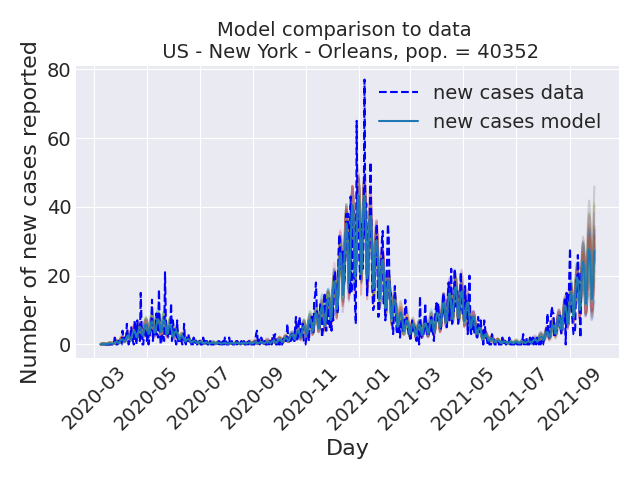 Model comparison to data
US - New York - Orleans, pop. = 40352
Number of new cases reported
80
60
40
20
0
new cases data
new cases model
2020-03
2020-05
2020-07
2020-09
2020-11
2021-01
2021-03
2021-05
2021-07
2021-09
Day